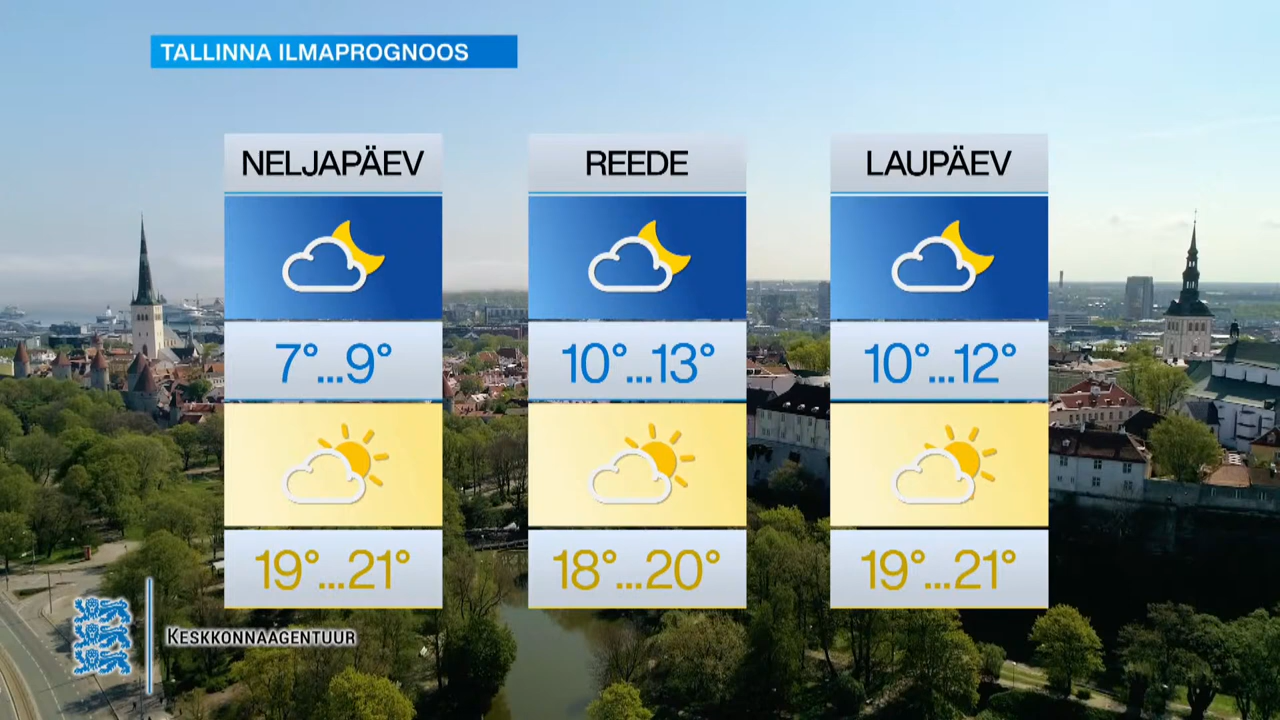 TALLINNA ILMAPROGNOOS
NELJAPÄEV
7°...9°
19°...21°
REEDE
10°...13°
18°...20°
LAUPÄEV
10°...12°
19°...21°
KESKKONNAAGENTUUR